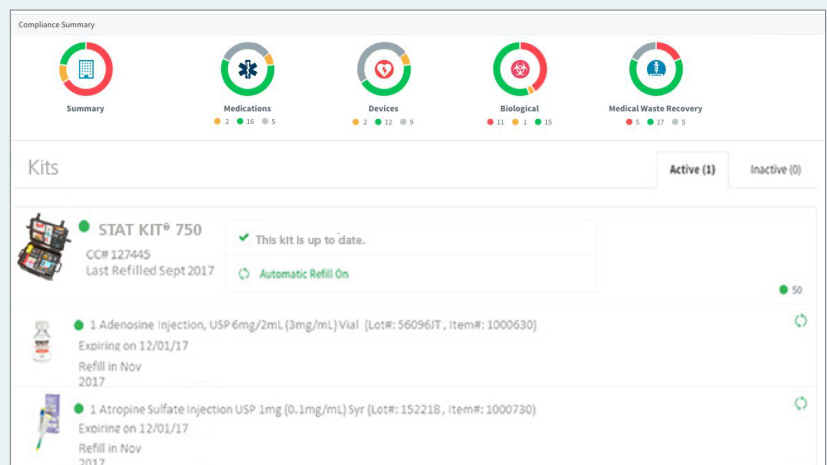 Compliance Summary
Summary
Medications
2 16 5
Devices
2 12 9
Biological
11 1 15
Medical Waste Recovery
5 17 5
Kits
Active (1)
Inactive (0)
STAT KIT® 750
CC# 127445
Last Refilled Sept 2017
This kit is up to date.
Automatic Refill On
50
1 Adenosine Injection, USP 6mg/2mL (3mg/mL) Vial (Lot#: 56096JT, Item#: 1000630)
Expiring on 12/01/17
Refill in Nov
2017
1 Atropine Sulfate Injection USP 1mg (0.1mg/mL) Syr (Lot#: 152218, Item#: 1000730)
Expiring on 12/01/17
Refill in Nov
2017